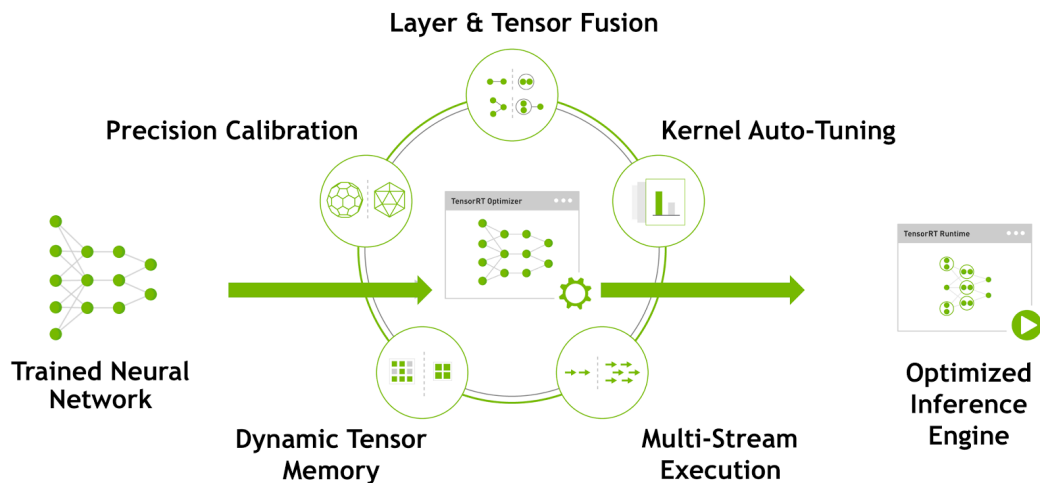 Layer & Tensor Fusion
Precision Calibration
Kernel Auto-Tuning
TensorRT Optimizer
TensorRT Runtime
Trained Neural
Network
Dynamic Tensor
Memory
Multi-Stream
Execution
Optimized
Inference
Engine